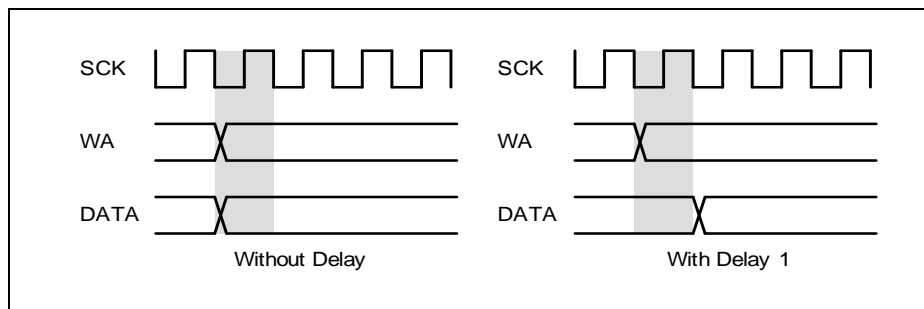 SCK
WA
DATA
Without Delay
SCK
WA
DATA
With Delay 1